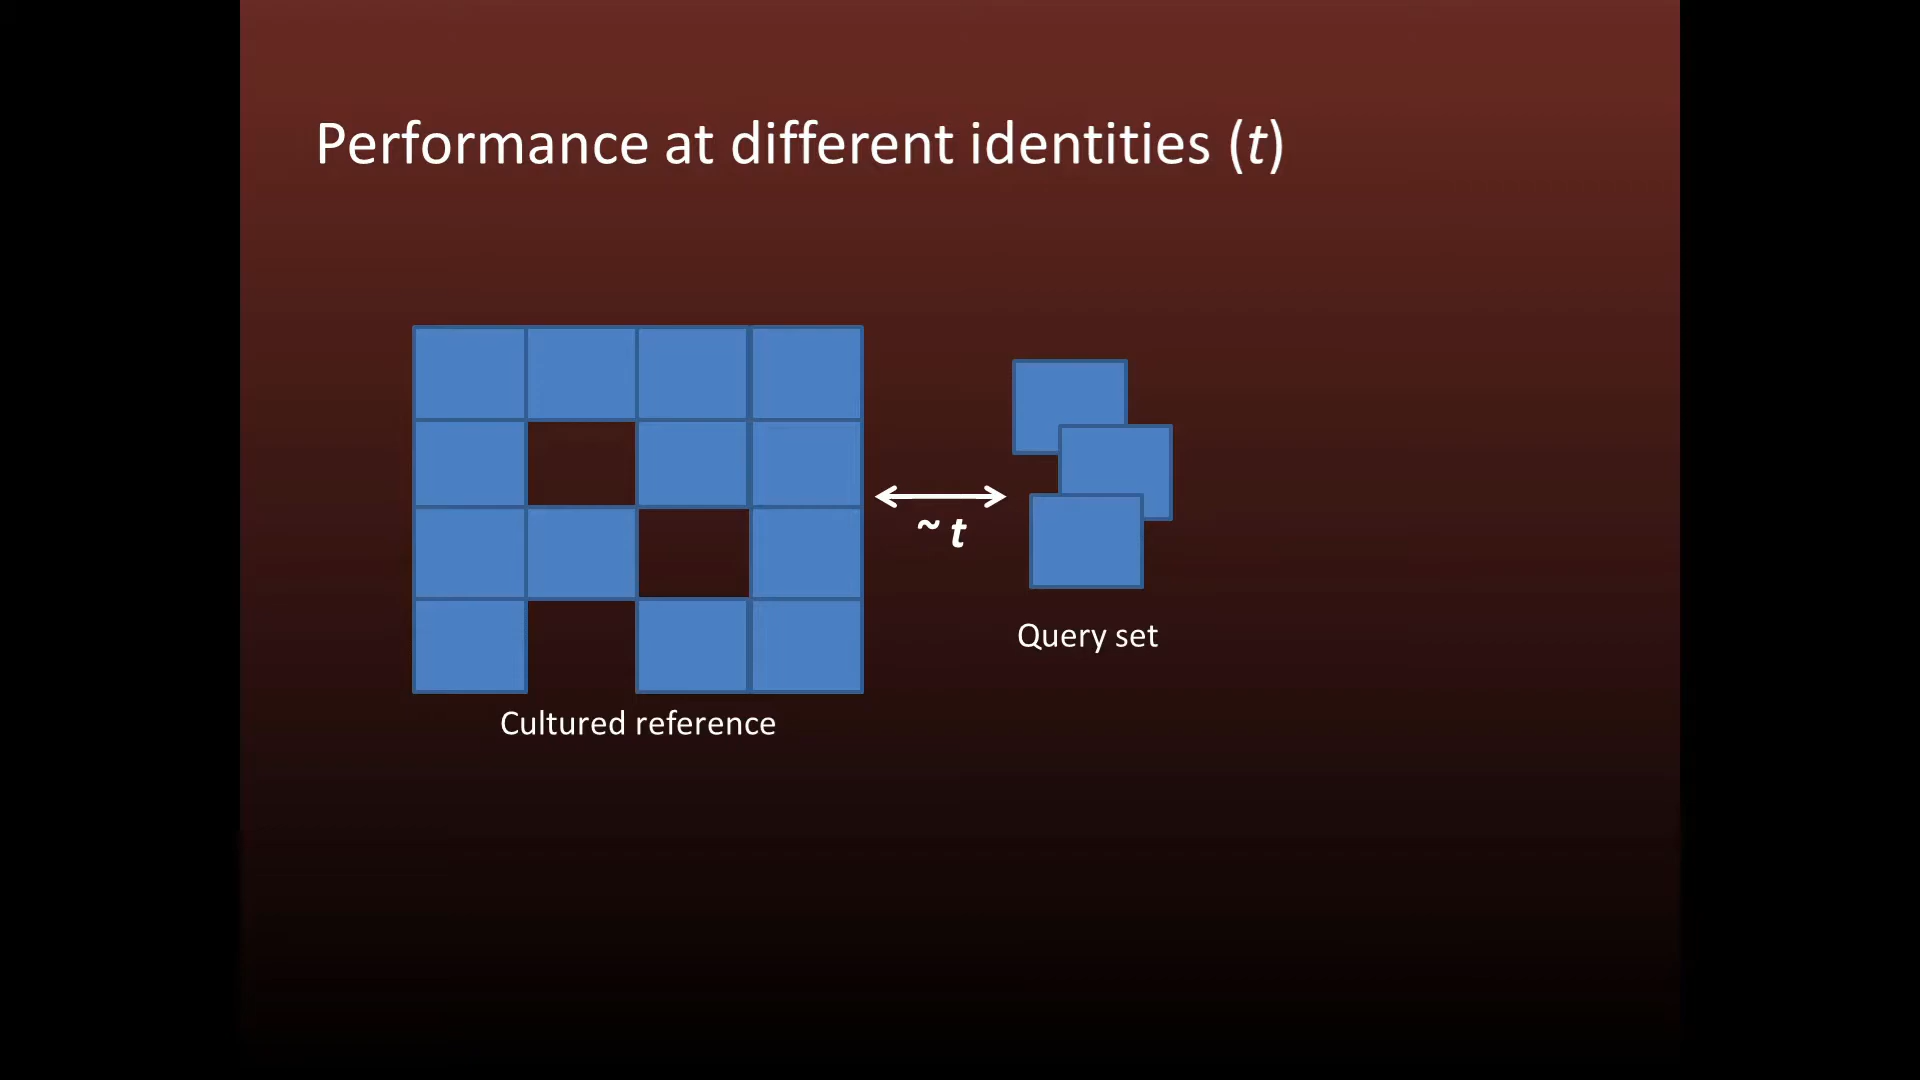 Performance at different identities (t)
~ t
Query set
Cultured reference